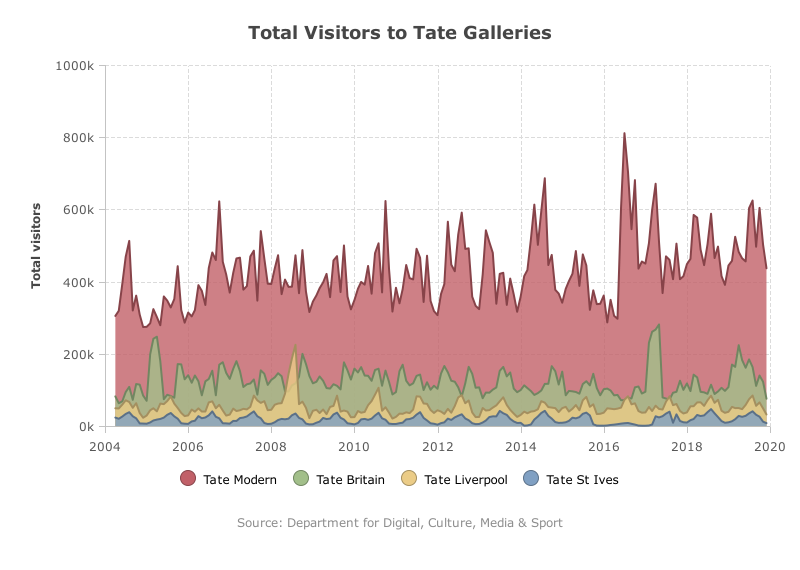 Total Visitors to Tate Galleries
Total visitors
1000k
800k
600k
400k
200k
0k
2004 2006 2008 2010 2012 2014 2016 2018 2020
Tate Modern Tate Britain Tate Liverpool Tate St Ives
Source: Department for Digital, Culture, Media & Sport